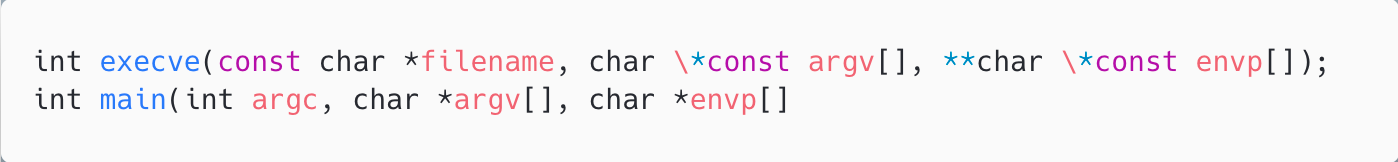 int execve(const char *filename, char \*const argv[], **char \*const envp[]);
int main(int argc, char *argv[], char *envp[]